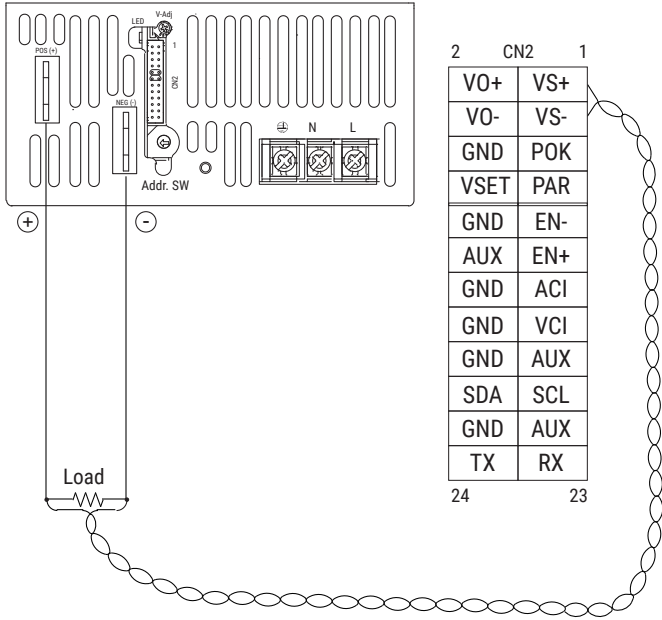 V-Adj
LED
POS (+)
1
CN2
NEG (-)
N L
Addr. SW
+ -
Load
2 CN2 1
VO+ VS+
VO- VS-
GND POK
VSET PAR
GND EN-
AUX EN+
GND ACI
GND VCI
GND AUX
SDA SCL
GND AUX
TX RX
24 23